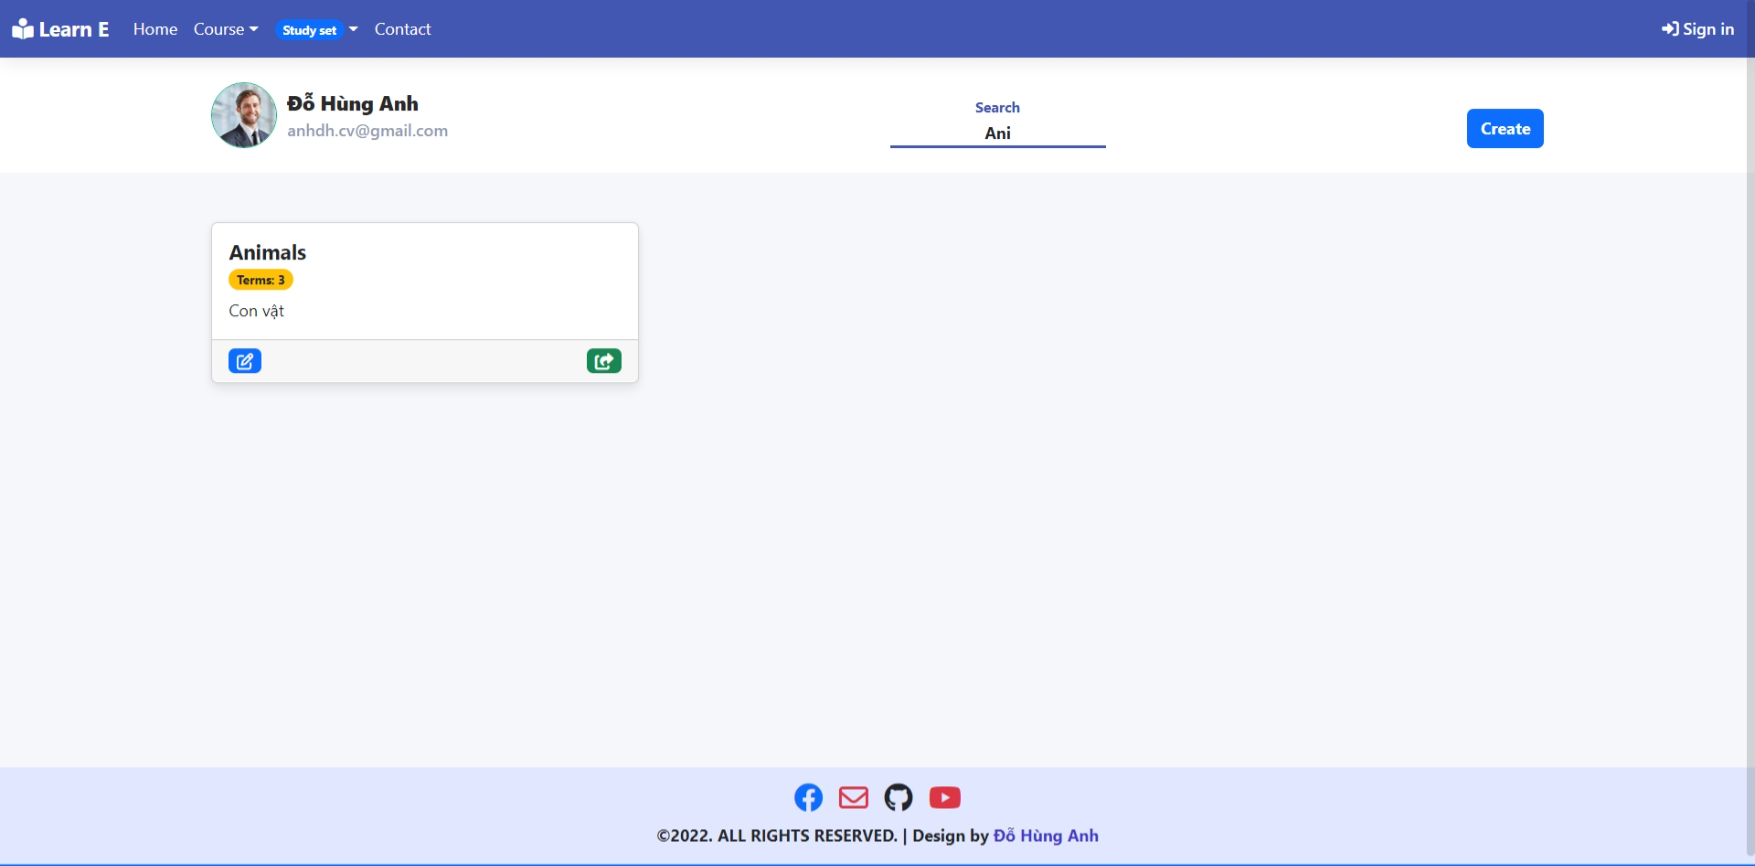 Learn E Home Course Study set Contact Sign in
Đỗ Hùng Anh
anhdh.cv@gmail.com
Search
Ani
Create
Animals
Terms: 3
Con vật
©2022. ALL RIGHTS RESERVED. | Design by Đỗ Hùng Anh